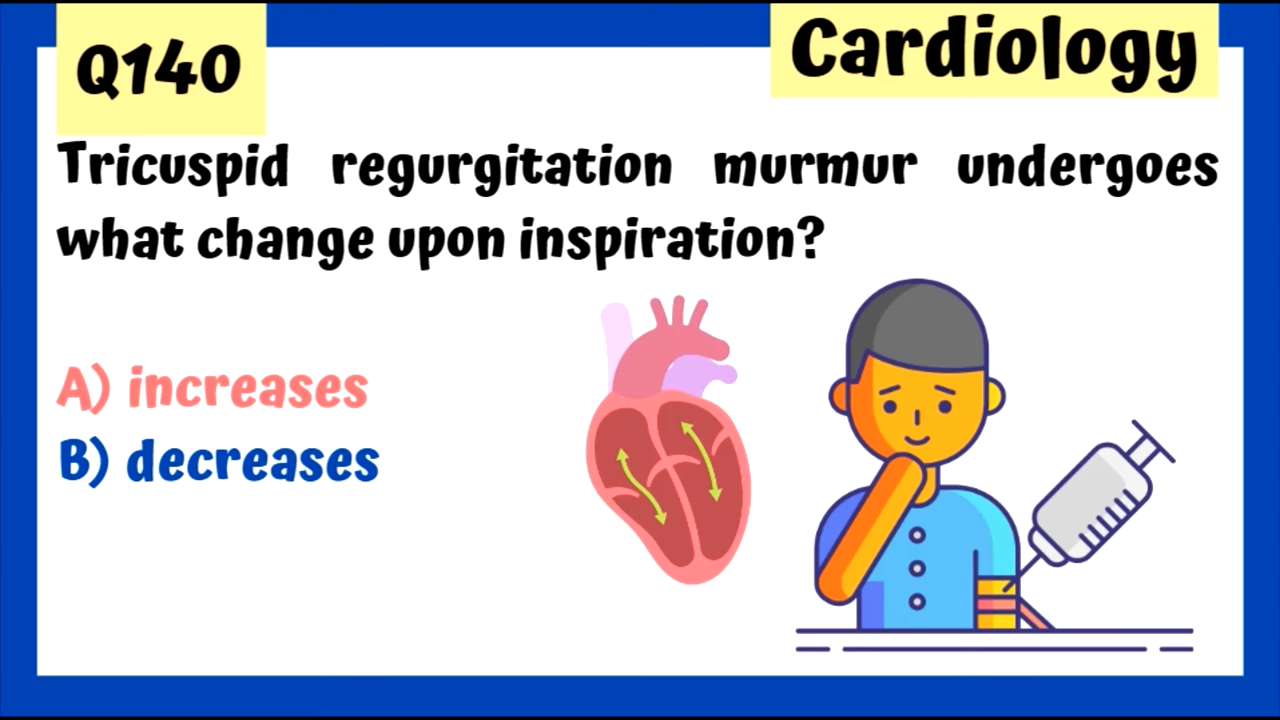 Q140
Cardiology
Tricuspid regurgitation murmur undergoes
what change upon inspiration?
A) increases
B) decreases